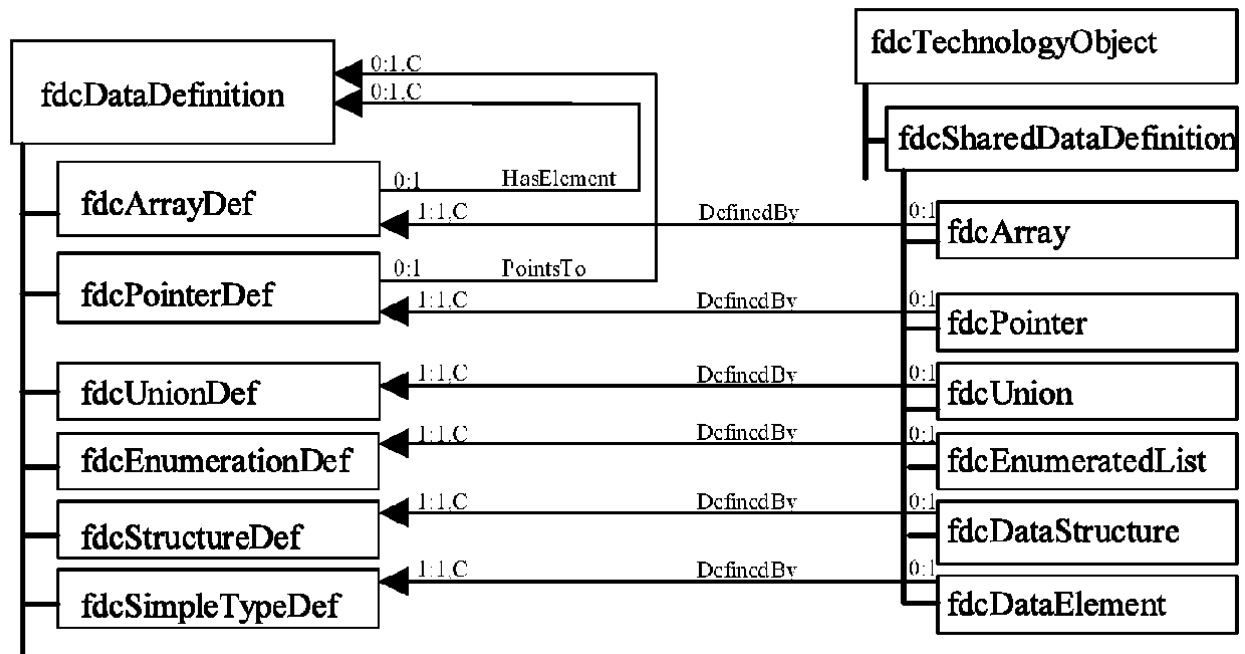 fdcTechnologyObject
0:1,C
fdcDataDefinition
0:1,C
fdcSharedDataDefinition
0:1 HasElement
fdcArrayDef
1:1,C DefinedBy 0:1
fdcArray
0:1 PointsTo
fdcPointerDef
1:1,C DefinedBy 0:1
fdcPointer
1:1,C DefinedBy 0:1
fdcUnionDef
fdcUnion
1:1,C DefinedBy 0:1
fdcEnumerationDef
fdcEnumeratedList
1:1,C DefinedBy 0:1
fdcStructureDef
fdcDataStructure
1:1,C DefinedBy 0:1
fdcSimpleTypeDef
fdcDataElement